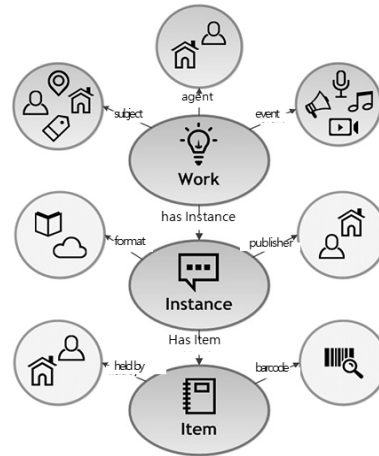 agent
subject
event
Work
has Instance
format
publisher
Instance
Has Item
held by
barcode
Item